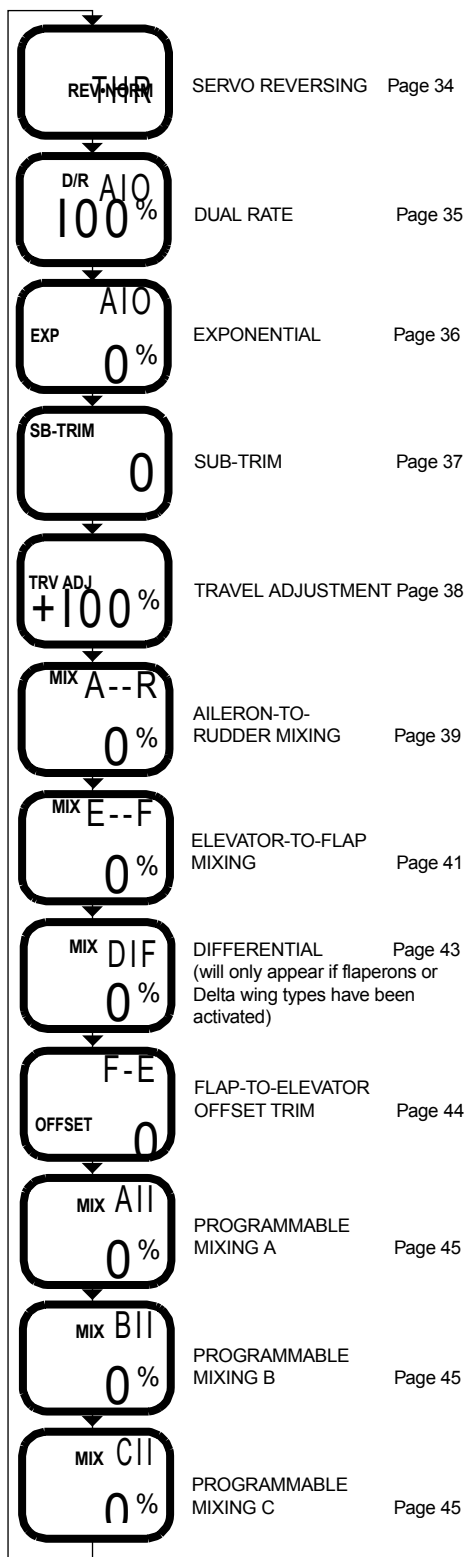 REV•NORM THR
SERVO REVERSING Page 34
D/R AIO
100%
DUAL RATE Page 35
AIO
EXP
0%
EXPONENTIAL Page 36
SB-TRIM
0
SUB-TRIM Page 37
TRV ADJ
+100%
TRAVEL ADJUSTMENT Page 38
MIX A--R
0%
AILERON-TO-
RUDDER MIXING Page 39
MIX E--F
0%
ELEVATOR-TO-FLAP
MIXING Page 41
MIX DIF
0%
DIFFERENTIAL Page 43
(will only appear if flaperons or
Delta wing types have been
activated)
F-E
OFFSET 0
FLAP-TO-ELEVATOR
OFFSET TRIM Page 44
MIX AII
0%
PROGRAMMABLE
MIXING A Page 45
MIX BII
0%
PROGRAMMABLE
MIXING B Page 45
MIX CII
0%
PROGRAMMABLE
MIXING C Page 45